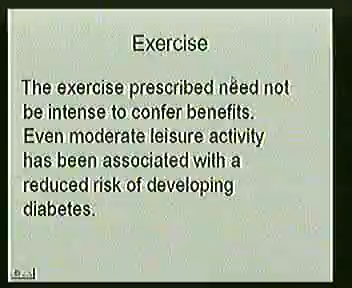 Exercise
The exercise prescribed need not
be intense to confer benefits.
Even moderate leisure activity
has been associated with a
reduced risk of developing
diabetes.